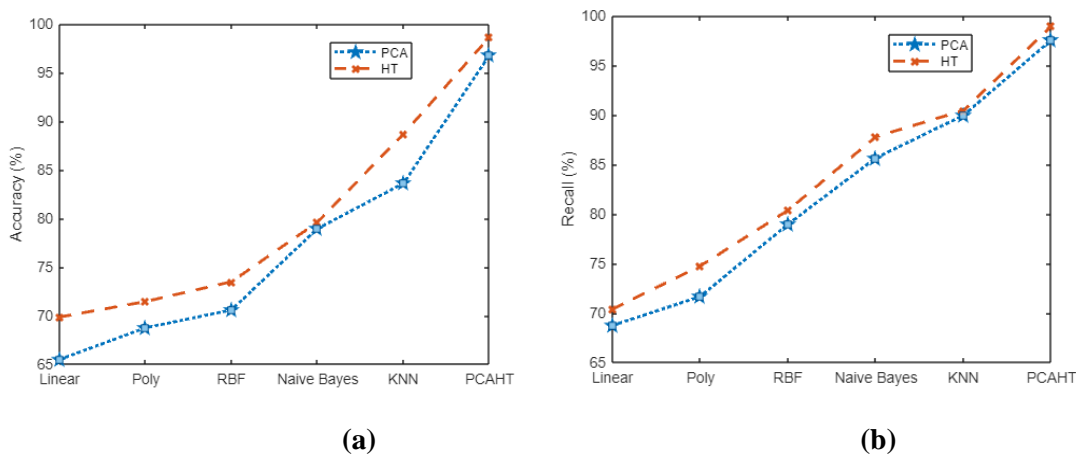 100
95
90
85
80
75
70
65
Accuracy (%)
PCA
HT
Linear Poly RBF Naive Bayes KNN PCAHT
(a)
100
95
90
85
80
75
70
65
Recall (%)
PCA
HT
Linear Poly RBF Naive Bayes KNN PCAHT
(b)